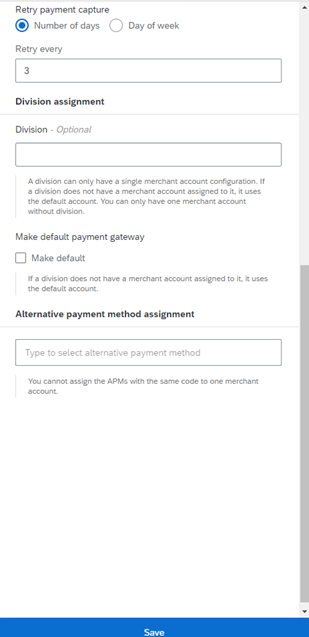 Retry payment capture
Number of days
Day of week
Retry every
3
Division assignment
Division - Optional
A division can only have a single merchant account configuration. If
a division does not have a merchant account assigned to it, it uses
the default account. You can only have one merchant account
without division.
Make default payment gateway
Make default
If a division does not have a merchant account assigned to it, it uses
the default account.
Alternative payment method assignment
Type to select alternative payment method
You cannot assign the APMs with the same code to one merchant
account.
Save